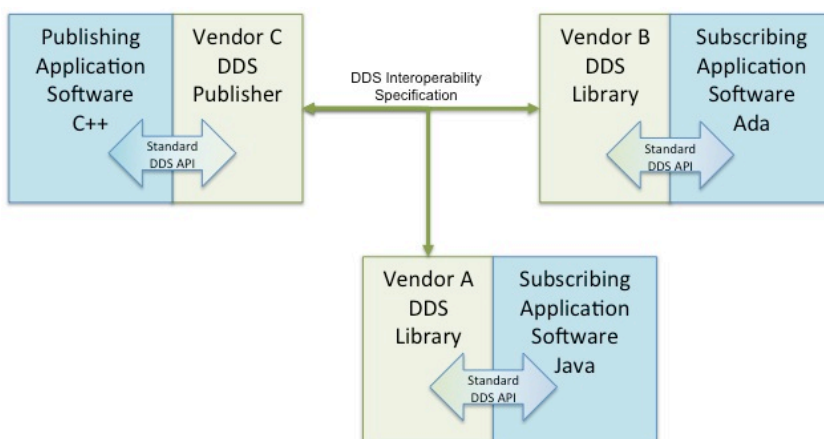 Publishing
Application
Software
C++
Vendor C
DDS
Publisher
Standard
DDS API
DDS Interoperability
Specification
Vendor B
DDS
Library
Subscribing
Application
Software
Ada
Standard
DDS API
Vendor A
DDS
Library
Subscribing
Application
Software
Java
Standard
DDS API